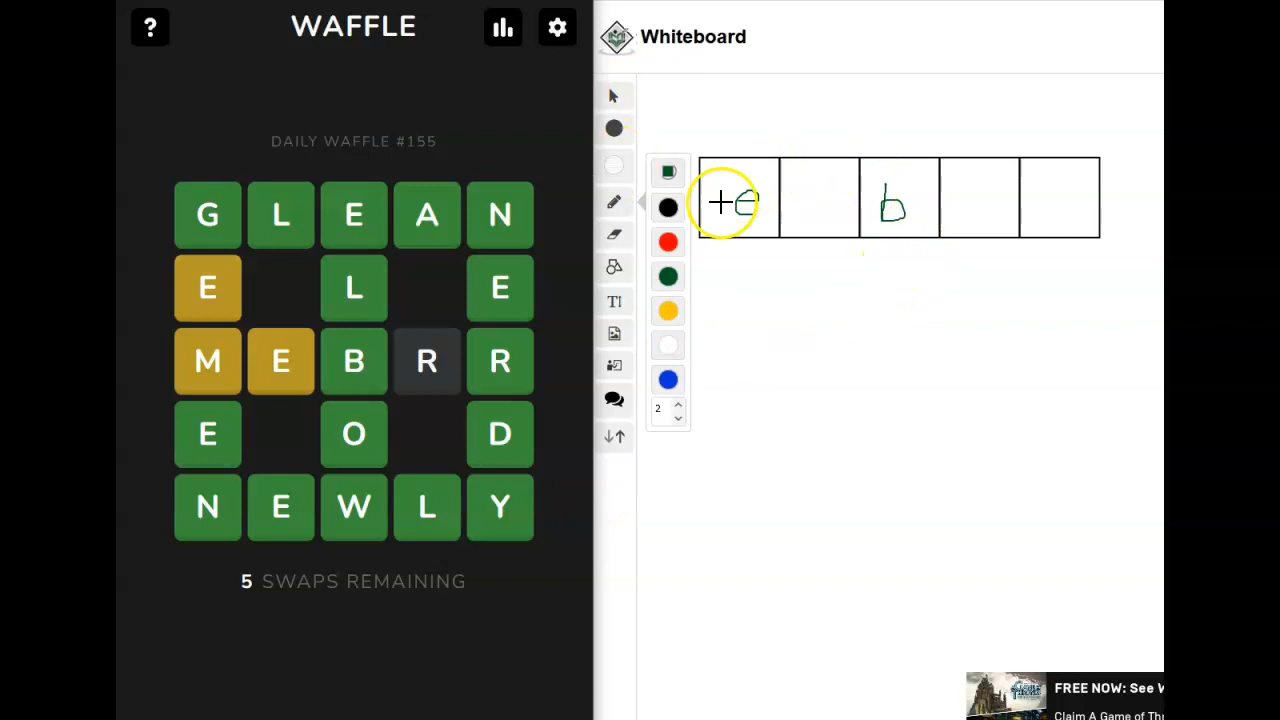 ? WAFFLE
Whiteboard
DAILY WAFFLE #155
G L E A N
E L E
M E B R R
E O D
N E W L Y
5 SWAPS REMAINING
e b
TI
2
FREE NOW: See W
Claim A Game of Thr